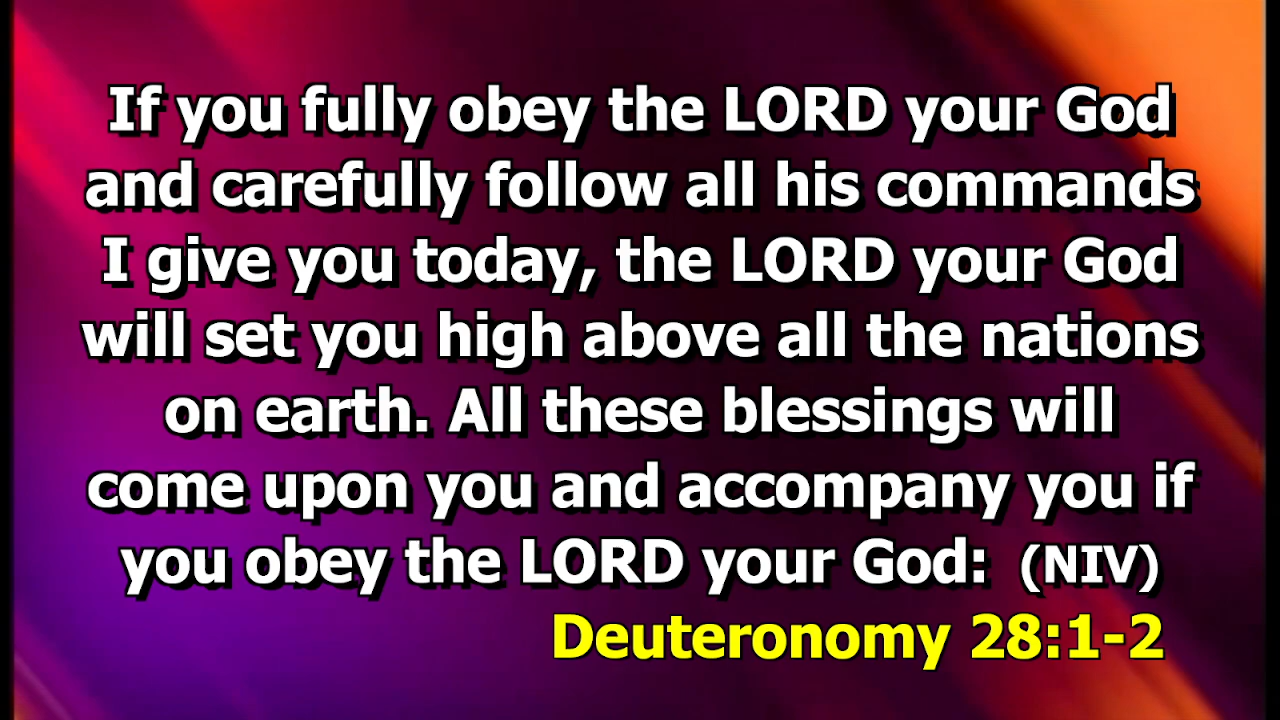 If you fully obey the LORD your God
and carefully follow all his commands
I give you today, the LORD your God
will set you high above all the nations
on earth. All these blessings will
come upon you and accompany you if
you obey the LORD your God: (NIV)
Deuteronomy 28:1-2